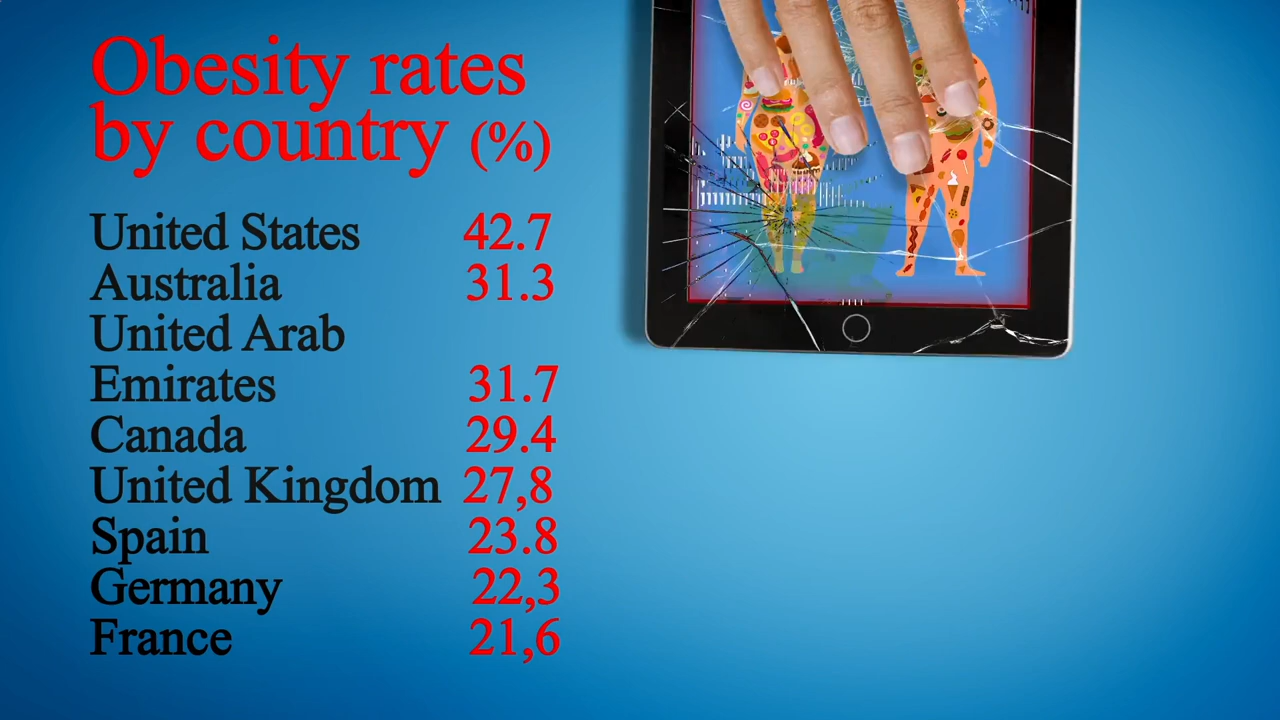 Obesity rates
by country (%)
United States 42.7
Australia 31.3
United Arab
Emirates 31.7
Canada 29.4
United Kingdom 27,8
Spain 23.8
Germany 22,3
France 21,6